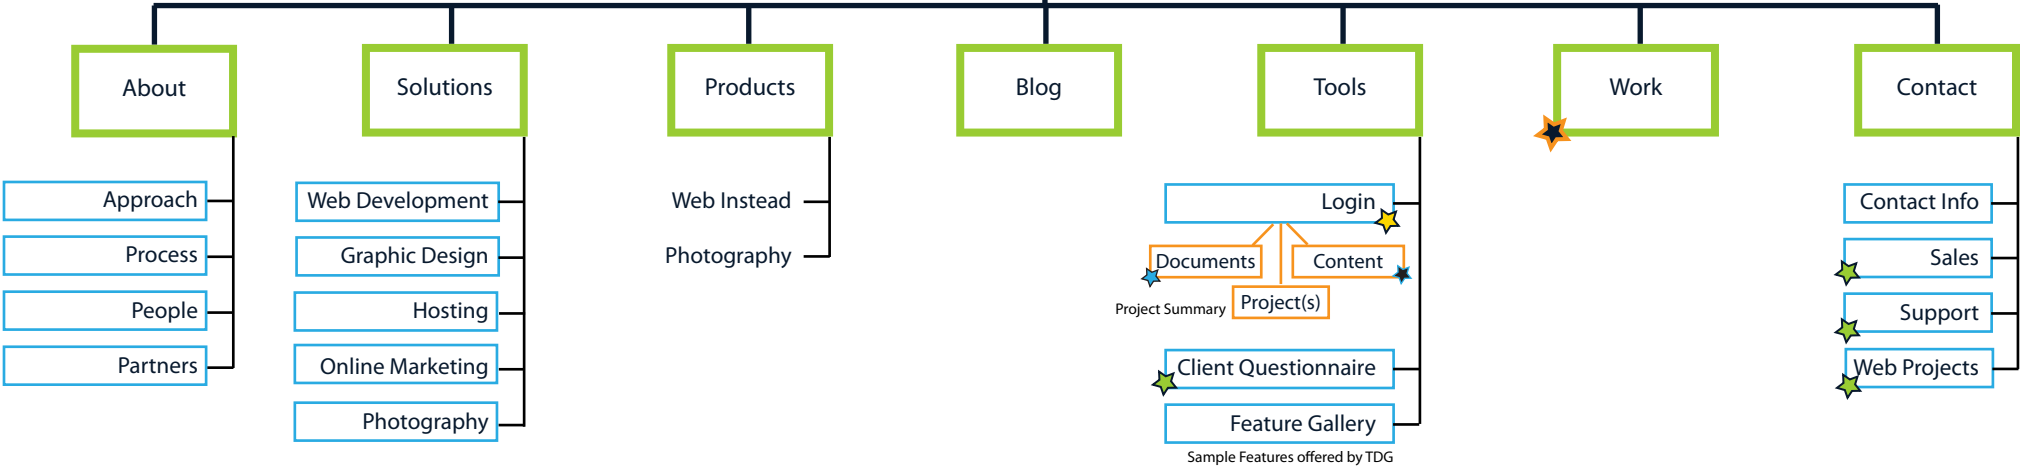 About
Solutions
Products
Blog
Tools
Work
Contact
Approach
Process
People
Partners
Web Development
Graphic Design
Hosting
Online Marketing
Photography
Web Instead
Photography
Login
Documents
Content
Project Summary
Project(s)
Client Questionnaire
Feature Gallery
Sample Features offered by TDG
Contact Info
Sales
Support
Web Projects